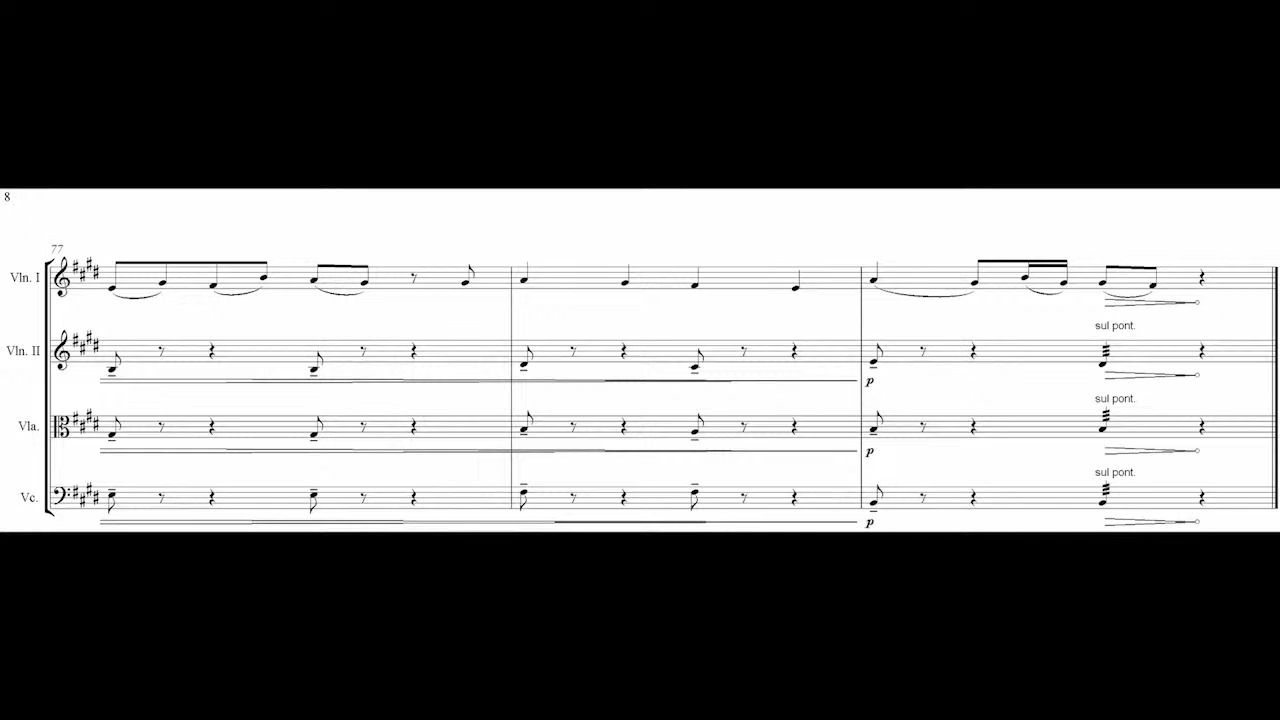 8
77
Vln. I
sul pont.
Vln. II
p
sul pont.
Vla.
p
sul pont.
Vc.
p